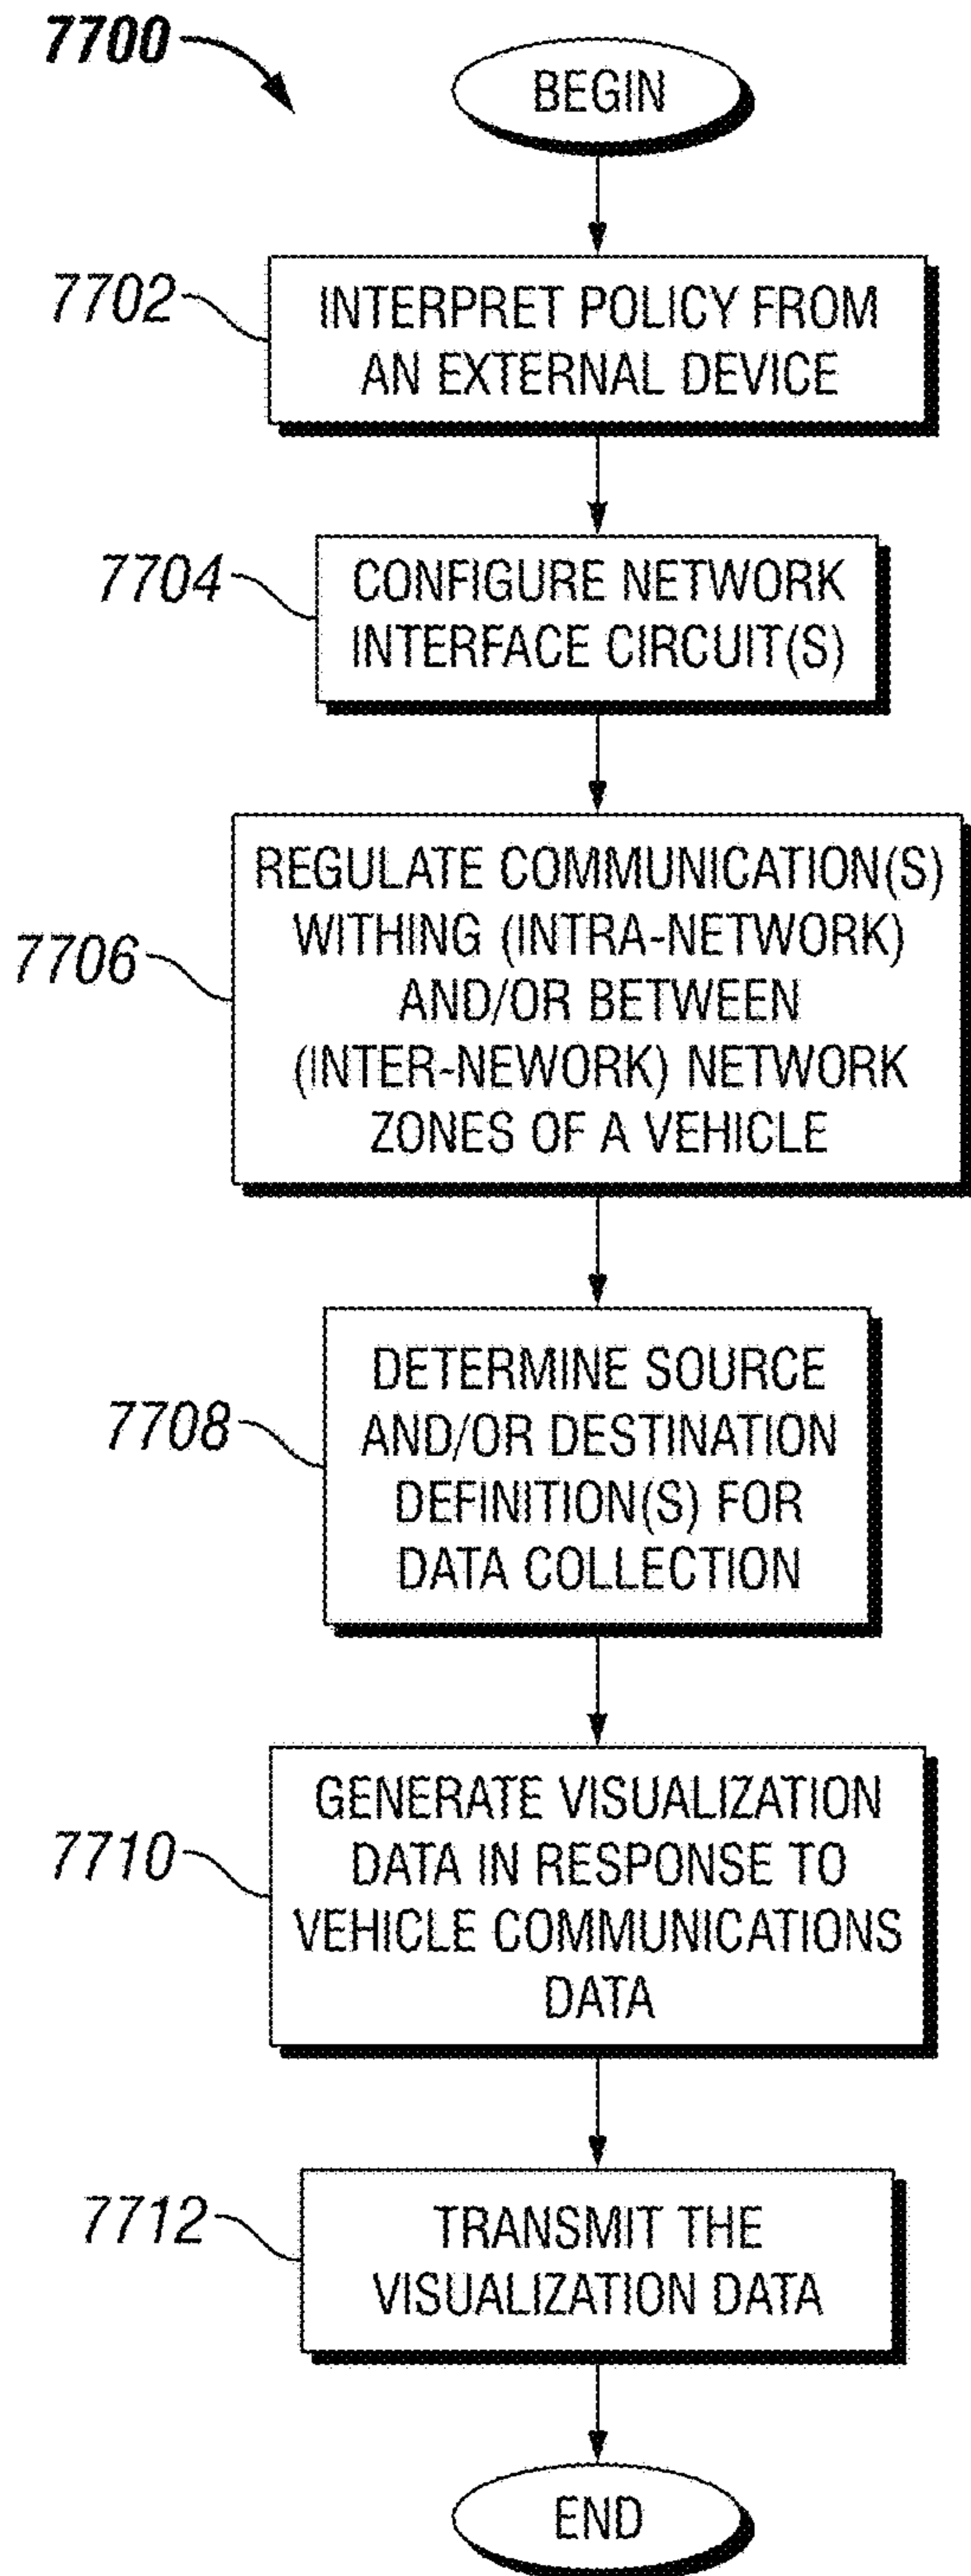 7700
BEGIN
7702
INTERPRET POLICY FROM
AN EXTERNAL DEVICE
7704
CONFIGURE NETWORK
INTERFACE CIRCUIT(S)
7706
REGULATE COMMUNICATION(S)
WITHING (INTRA-NETWORK)
AND/OR BETWEEN
(INTER-NEWORK) NETWORK
ZONES OF A VEHICLE
7708
DETERMINE SOURCE
AND/OR DESTINATION
DEFINITION(S) FOR
DATA COLLECTION
7710
GENERATE VISUALIZATION
DATA IN RESPONSE TO
VEHICLE COMMUNICATIONS
DATA
7712
TRANSMIT THE
VISUALIZATION DATA
END